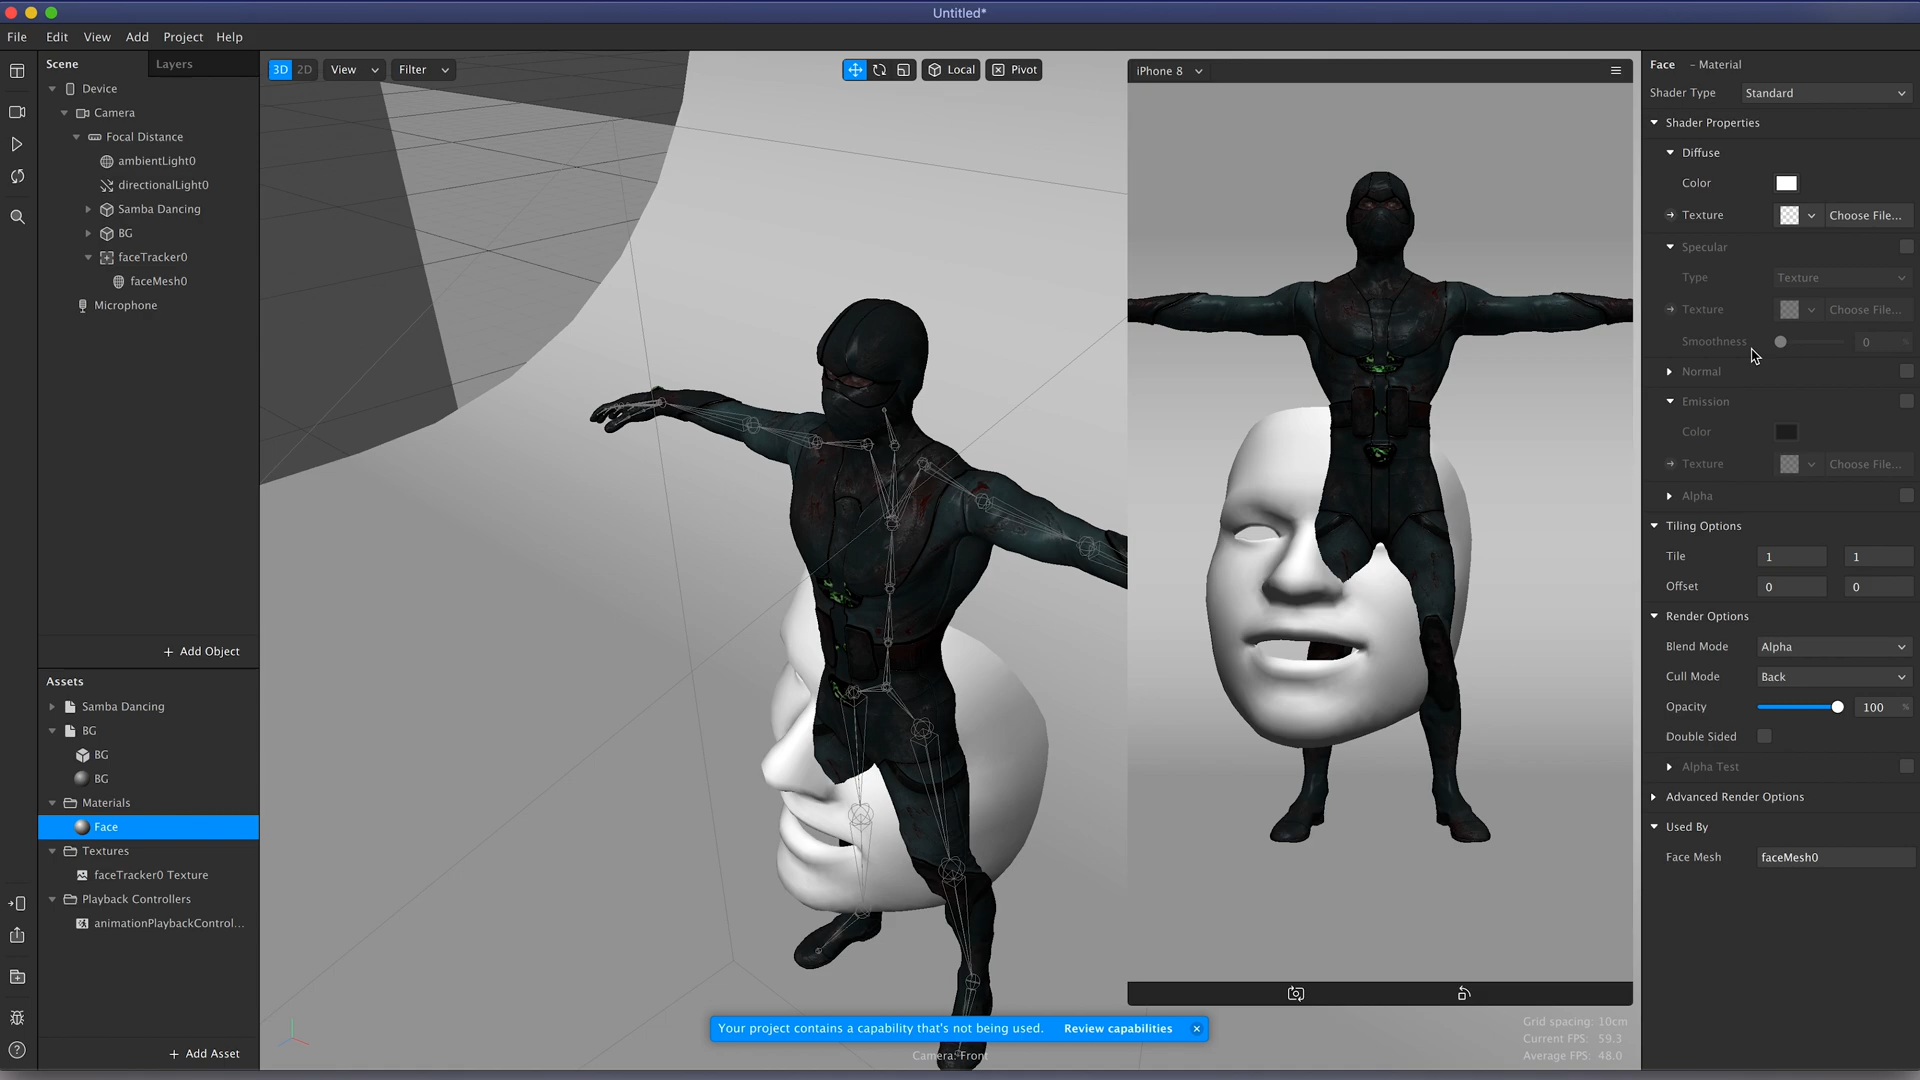 Untitled*
File Edit View Add Project Help
Scene Layers
Device
Camera
Focal Distance
ambientLight0
directionalLight0
Samba Dancing
BG
faceTracker0
faceMesh0
Microphone
+ Add Object
Assets
Samba Dancing
BG
BG
BG
Materials
Face
Textures
faceTracker0 Texture
Playback Controllers
animationPlaybackControl...
+ Add Asset
3D 2D View Filter Local Pivot
iPhone 8
Your project contains a capability that's not being used. Review capabilities
Camera: Front
Grid spacing: 10cm
Current FPS: 59.3
Average FPS: 48.0
Face - Material
Shader Type Standard
Shader Properties
Diffuse
Color
Texture Choose File...
Specular
Type Texture
Texture Choose File...
Smoothness 0 %
Normal
Emission
Color
Texture Choose File...
Alpha
Tiling Options
Tile 1 1
Offset 0 0
Render Options
Blend Mode Alpha
Cull Mode Back
Opacity 100 %
Double Sided
Alpha Test
Advanced Render Options
Used By
Face Mesh faceMesh0